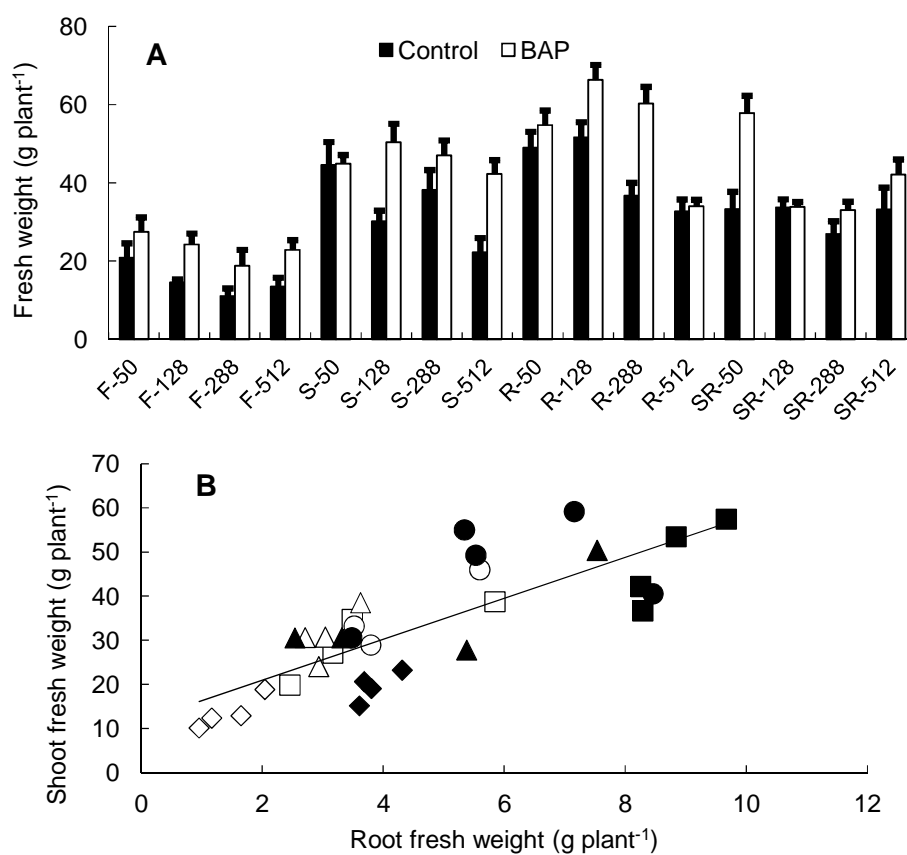 A
■Control □BAP
Fresh weight (g plant⁻¹)
80
60
40
20
0
F-50 F-128 F-288 F-512 S-50 S-128 S-288 S-512 R-50 R-128 R-288 R-512 SR-50 SR-128 SR-288 SR-512
B
Shoot fresh weight (g plant⁻¹)
70
60
50
40
30
20
10
0
0 2 4 6 8 10 12
Root fresh weight (g plant⁻¹)